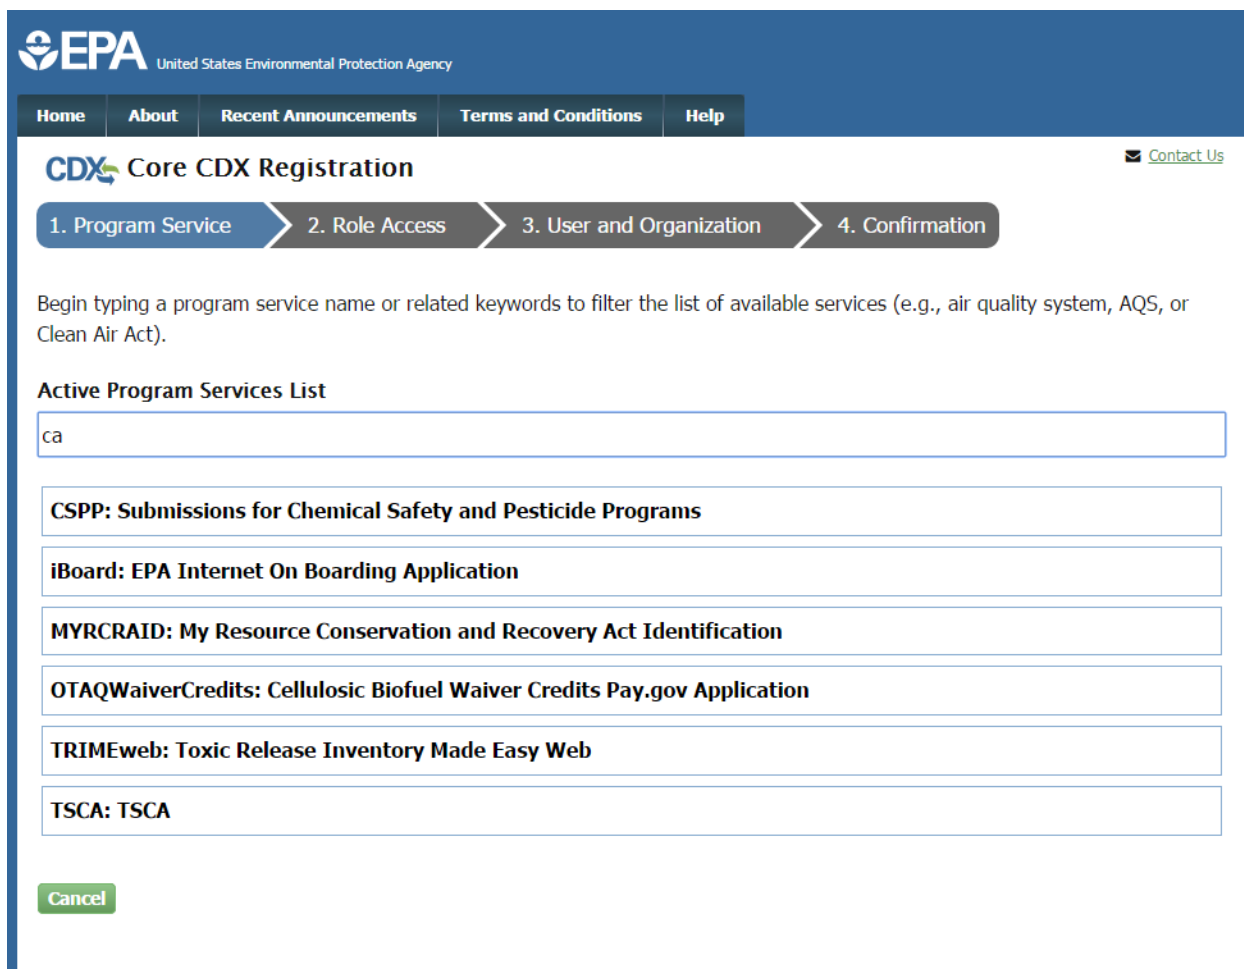 EPA United States Environmental Protection Agency
Home About Recent Announcements Terms and Conditions Help
CDX Core CDX Registration
Contact Us
1. Program Service 2. Role Access 3. User and Organization 4. Confirmation
Begin typing a program service name or related keywords to filter the list of available services (e.g., air quality system, AQS, or
Clean Air Act).
Active Program Services List
ca
CSPP: Submissions for Chemical Safety and Pesticide Programs
iBoard: EPA Internet On Boarding Application
MYRCRAID: My Resource Conservation and Recovery Act Identification
OTAQWaiverCredits: Cellulosic Biofuel Waiver Credits Pay.gov Application
TRIMEweb: Toxic Release Inventory Made Easy Web
TSCA: TSCA
Cancel